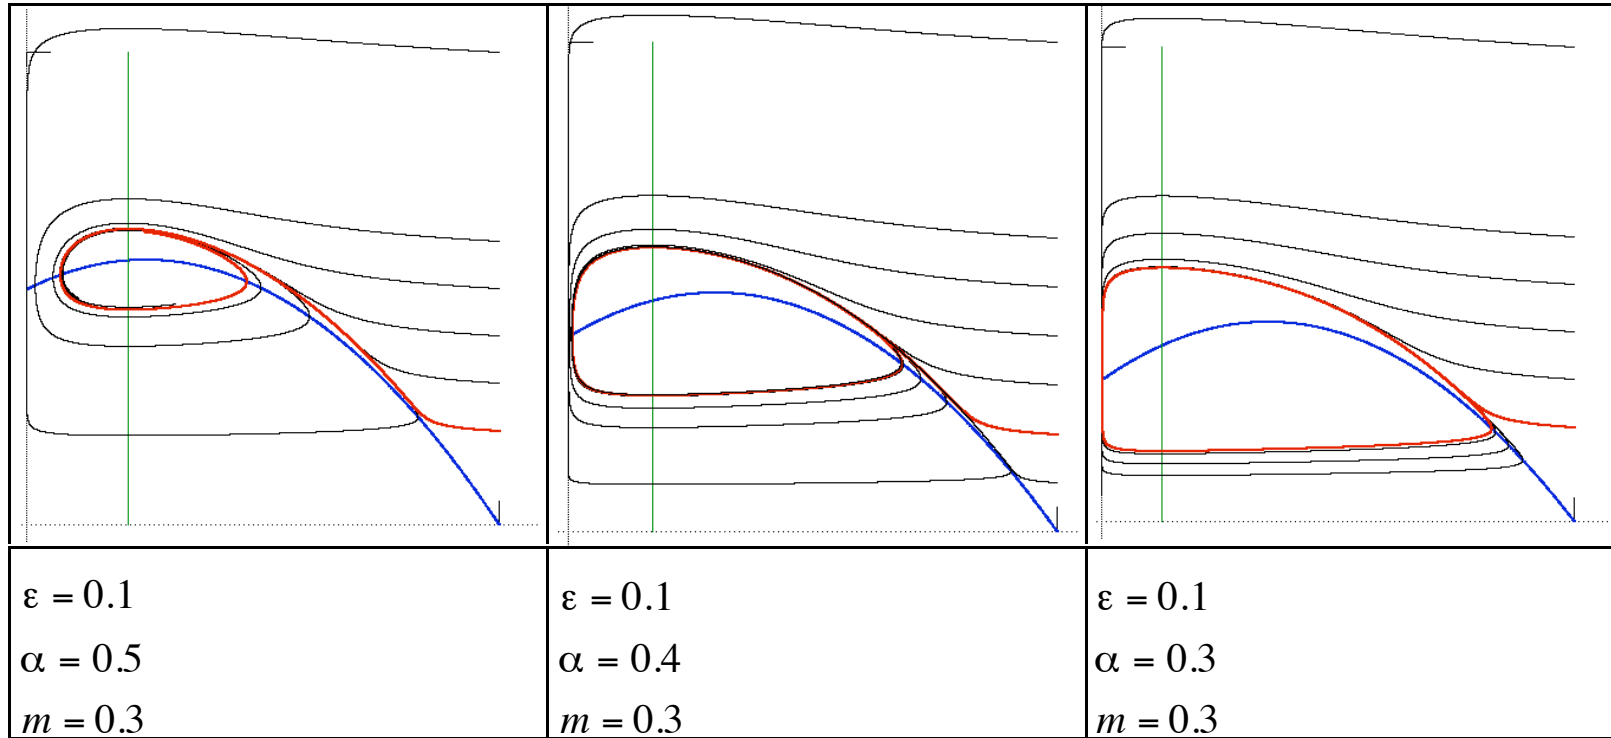 ε = 0.1
α = 0.5
m = 0.3
ε = 0.1
α = 0.4
m = 0.3
ε = 0.1
α = 0.3
m = 0.3